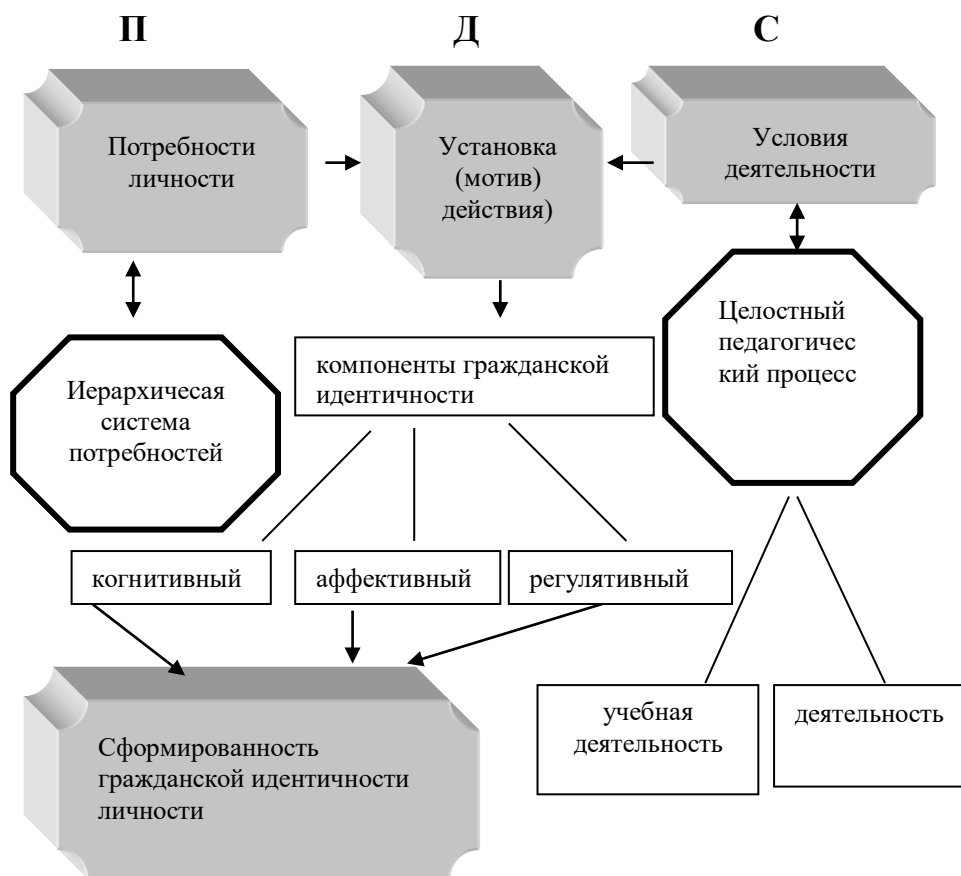 П Д С
Потребности
личности
Установка
(мотив)
действия)
Условия
деятельности
Иерархичесая
система
потребностей
компоненты гражданской
идентичности
Целостный
педагогичес
кий процесс
когнитивный
аффективный
регулятивный
Сформированность
гражданской идентичности
личности
учебная
деятельность
деятельность